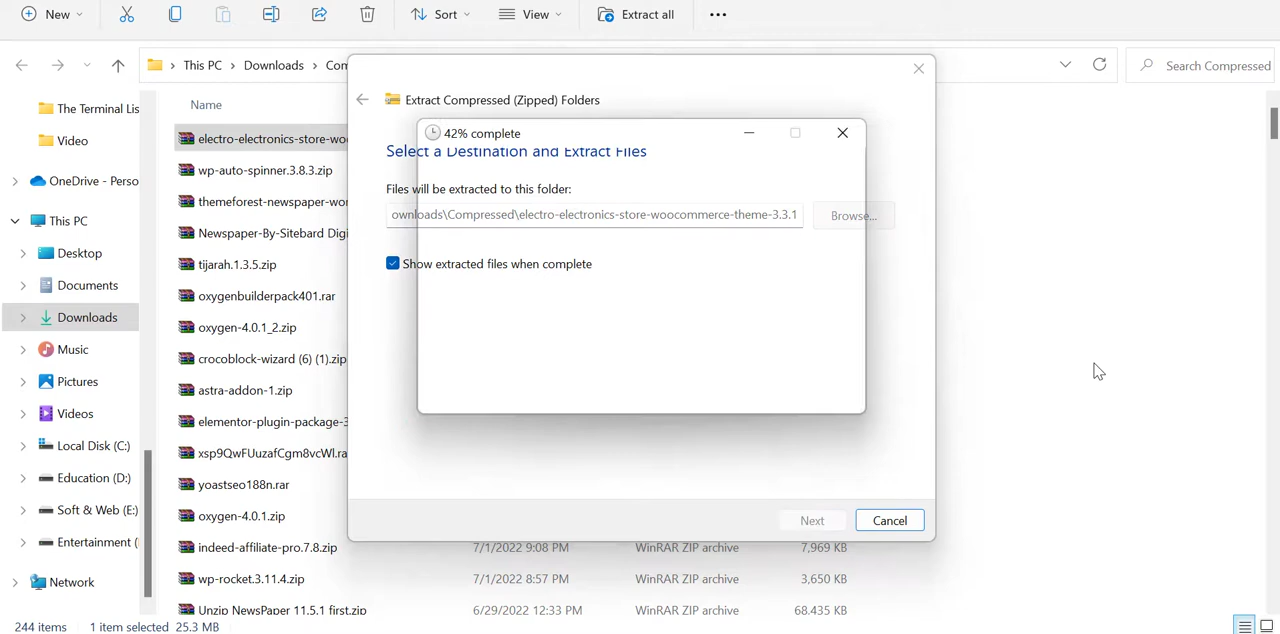 New
Sort
View
Extract all
This PC
Downloads
Com
Search Compressed
The Terminal Lis
Video
OneDrive - Perso
This PC
Desktop
Documents
Downloads
Music
Pictures
Videos
Local Disk (C:)
Education (D:)
Soft & Web (E:)
Entertainment (
Network
Name
electro-electronics-store-woo
wp-auto-spinner.3.8.3.zip
themeforest-newspaper-wor
Newspaper-By-Sitebard Digi
tijarah.1.3.5.zip
oxygenbuilderpack401.rar
oxygen-4.0.1_2.zip
crocoblock-wizard (6) (1).zip
astra-addon-1.zip
elementor-plugin-package-3
xsp9QwFUuzafCgm8vcWl.ra
yoastseo188n.rar
oxygen-4.0.1.zip
indeed-affiliate-pro.7.8.zip 7/1/2022 9:08 PM WinRAR ZIP archive 7,969 KB
wp-rocket.3.11.4.zip 7/1/2022 8:57 PM WinRAR ZIP archive 3,650 KB
Unzip NewsPaper 11.5.1 first.zip 6/29/2022 12:33 PM WinRAR ZIP archive 68,435 KB
Extract Compressed (Zipped) Folders
42% complete
Select a Destination and Extract Files
Files will be extracted to this folder:
ownloads\Compressed\electro-electronics-store-woocommerce-theme-3.3.1
Browse...
Show extracted files when complete
Next
Cancel
244 items 1 item selected 25.3 MB